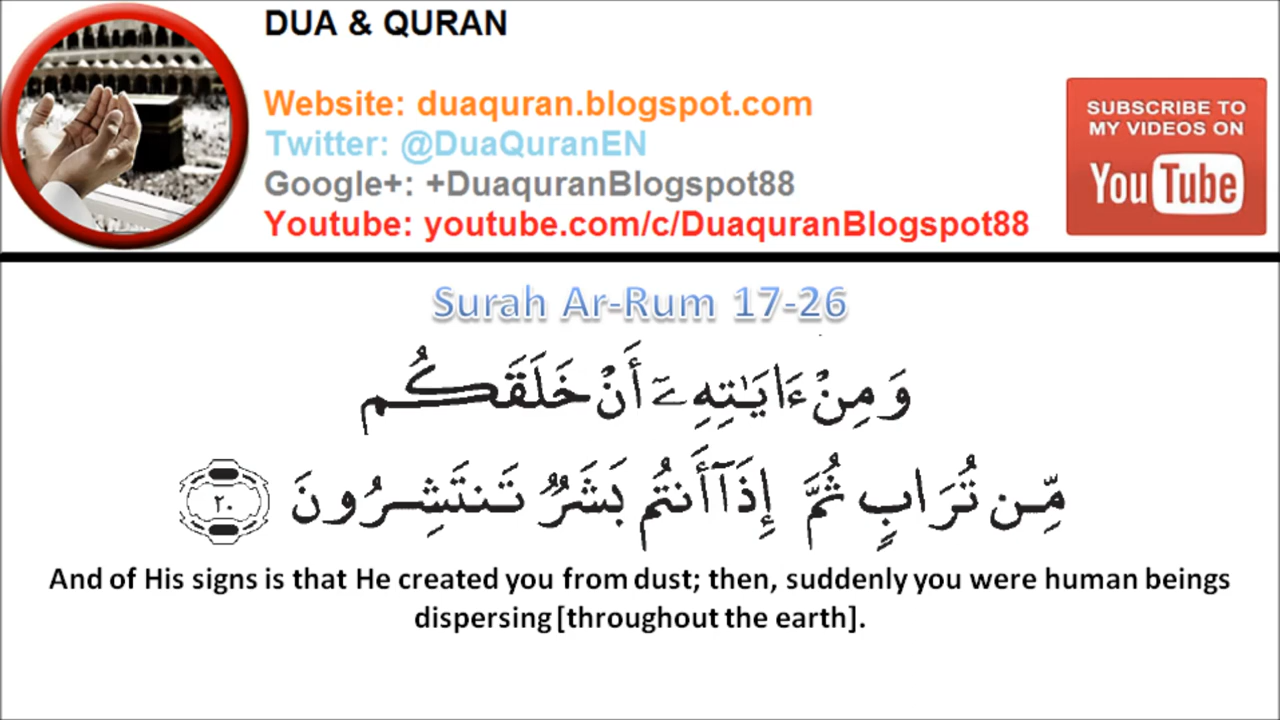 DUA & QURAN
Website: duaquran.blogspot.com
Twitter: @DuaQuranEN
Google+: +DuaquranBlogspot88
Youtube: youtube.com/c/DuaquranBlogspot88
SUBSCRIBE TO
MY VIDEOS ON
YouTube
Surah Ar-Rum 17-26
وَمِنْ ءَايَـٰتِهِۦٓ أَنْ خَلَقَكُم
مِّن تُرَابٍ ثُمَّ إِذَآ أَنتُم بَشَرٌ تَنتَشِرُونَ ٢٠
And of His signs is that He created you from dust; then, suddenly you were human beings
dispersing [throughout the earth].